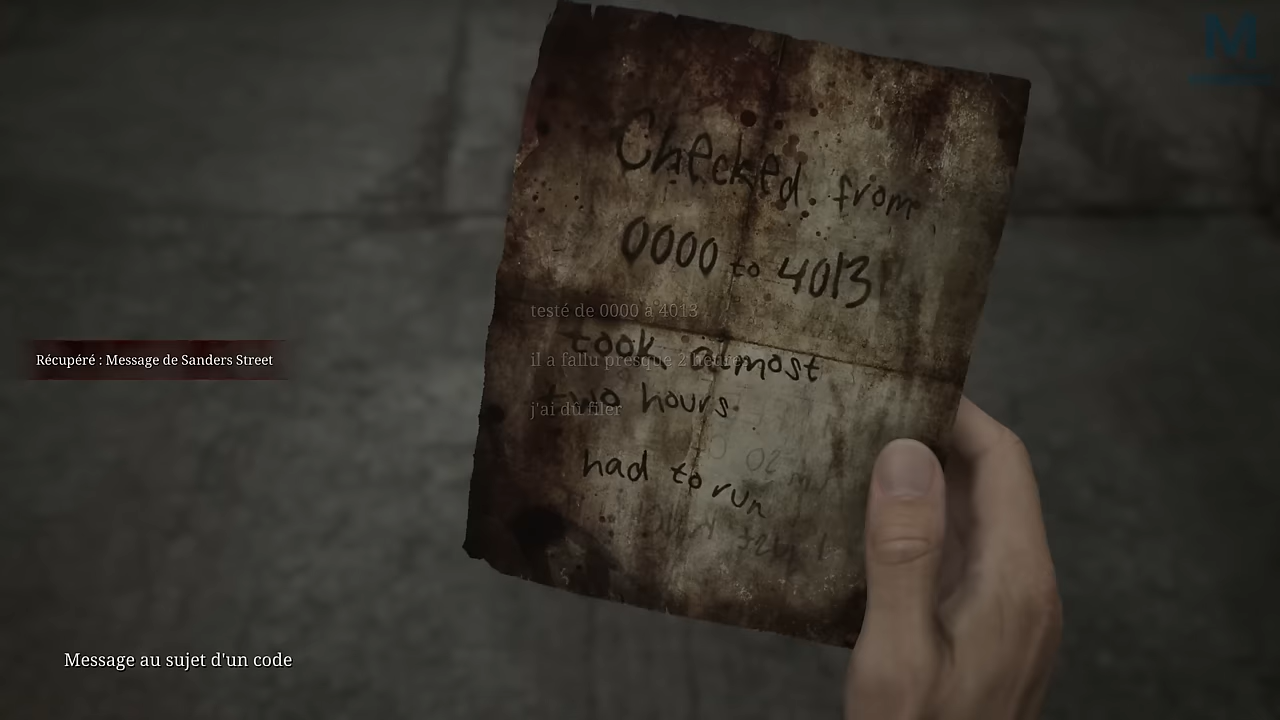 M
Checked from
0000 to 4013
testé de 0000 à 4013
took almost
il a fallu presque 2 heures
two hours
j'ai dû filer
had to run
Récupéré : Message de Sanders Street
Message au sujet d'un code